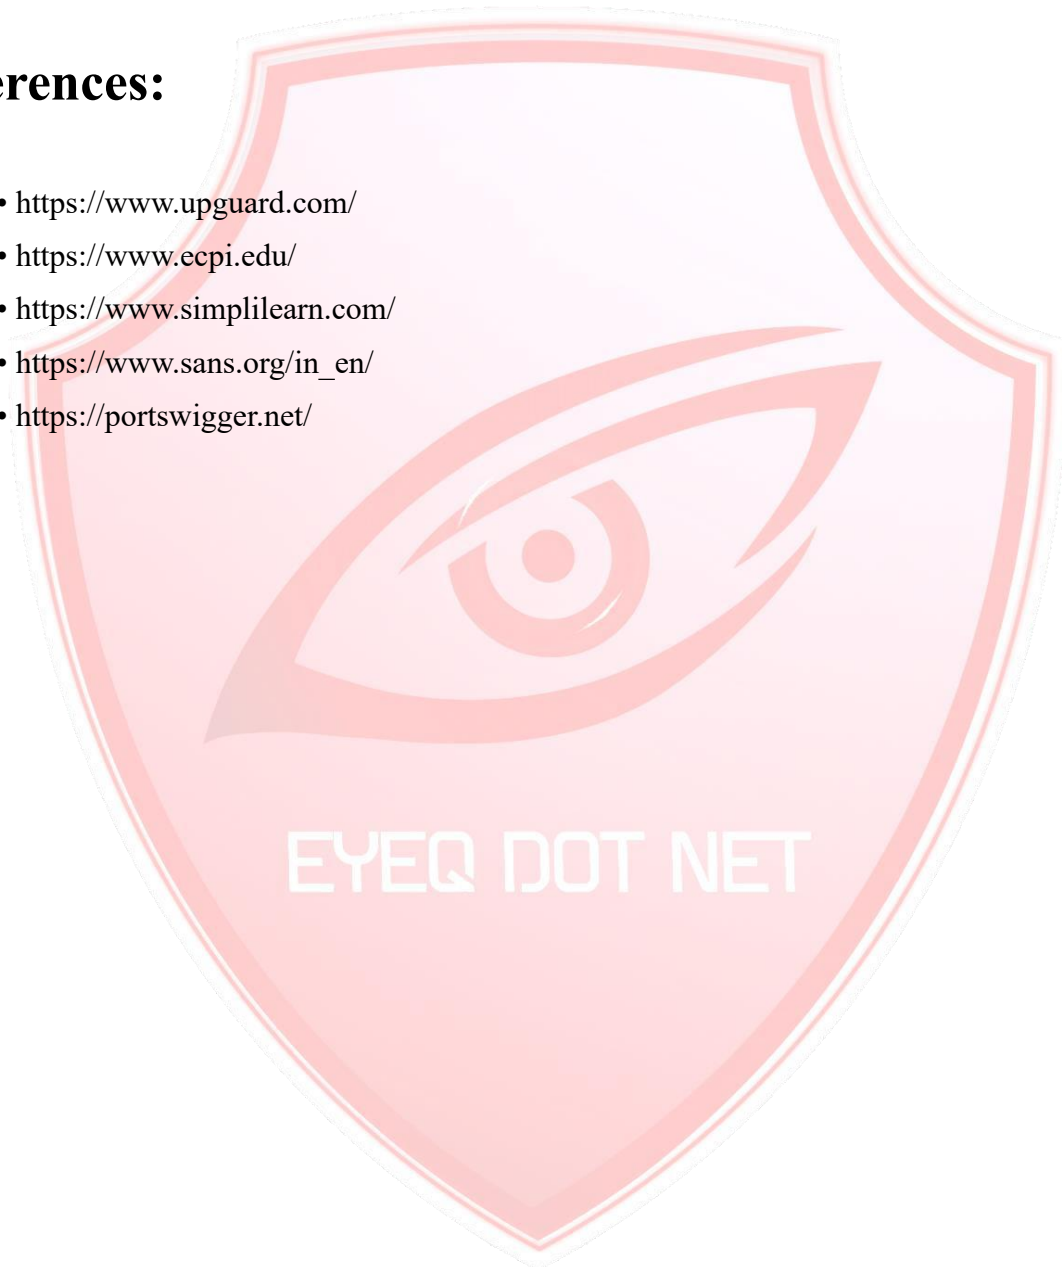 erences:
• https://www.upguard.com/
• https://www.ecpi.edu/
• https://www.simplilearn.com/
• https://www.sans.org/in_en/
• https://portswigger.net/
EYEQ DOT NET